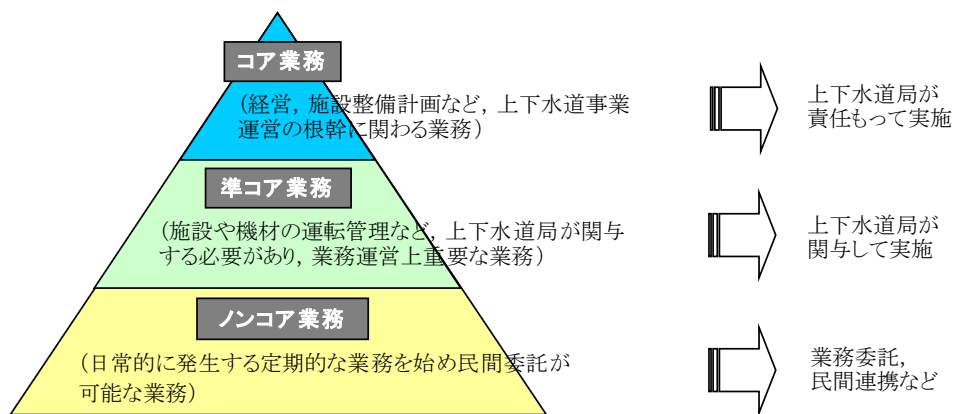 コア業務
(経営, 施設整備計画など, 上下水道事業
運営の根幹に関わる業務)
上下水道局が
責任もって実施
準コア業務
(施設や機材の運転管理など, 上下水道局が関与
する必要があり, 業務運営上重要な業務)
上下水道局が
関与して実施
ノンコア業務
(日常的に発生する定期的な業務を始め民間委託が
可能な業務)
業務委託,
民間連携など